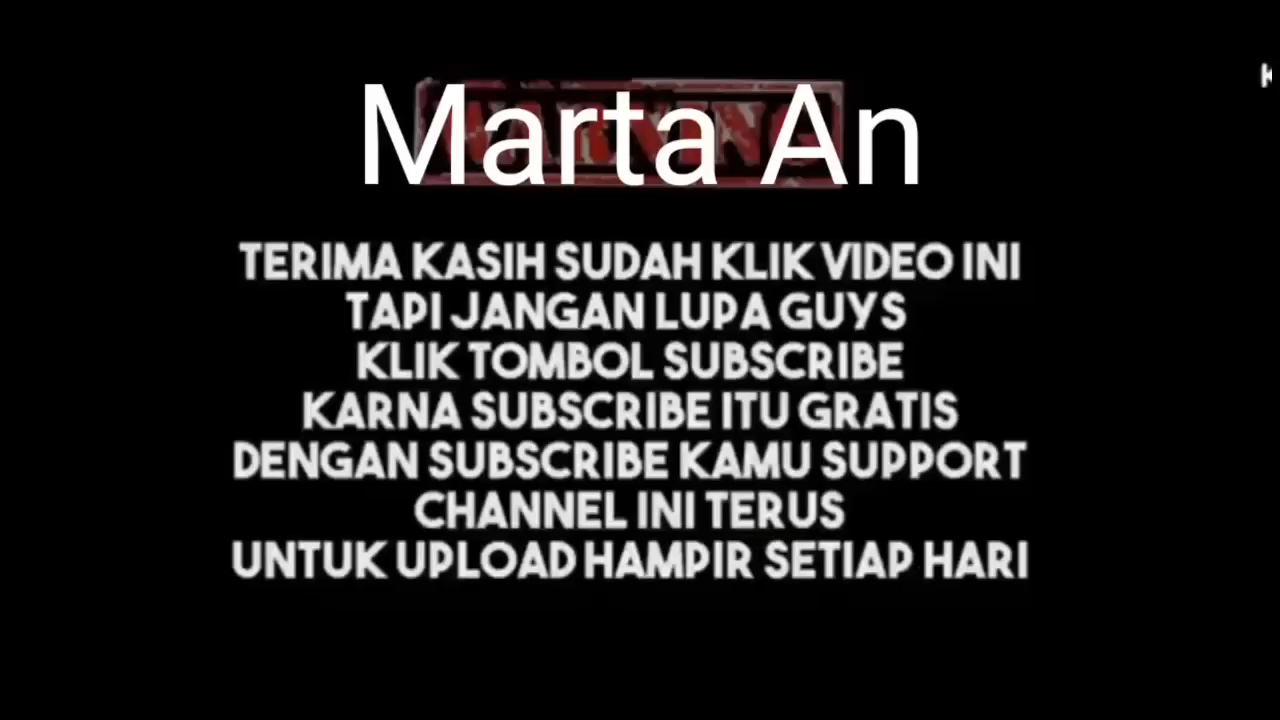 Marta An
WARNING
TERIMA KASIH SUDAH KLIK VIDEO INI
TAPI JANGAN LUPA GUYS
KLIK TOMBOL SUBSCRIBE
KARNA SUBSCRIBE ITU GRATIS
DENGAN SUBSCRIBE KAMU SUPPORT
CHANNEL INI TERUS
UNTUK UPLOAD HAMPIR SETIAP HARI